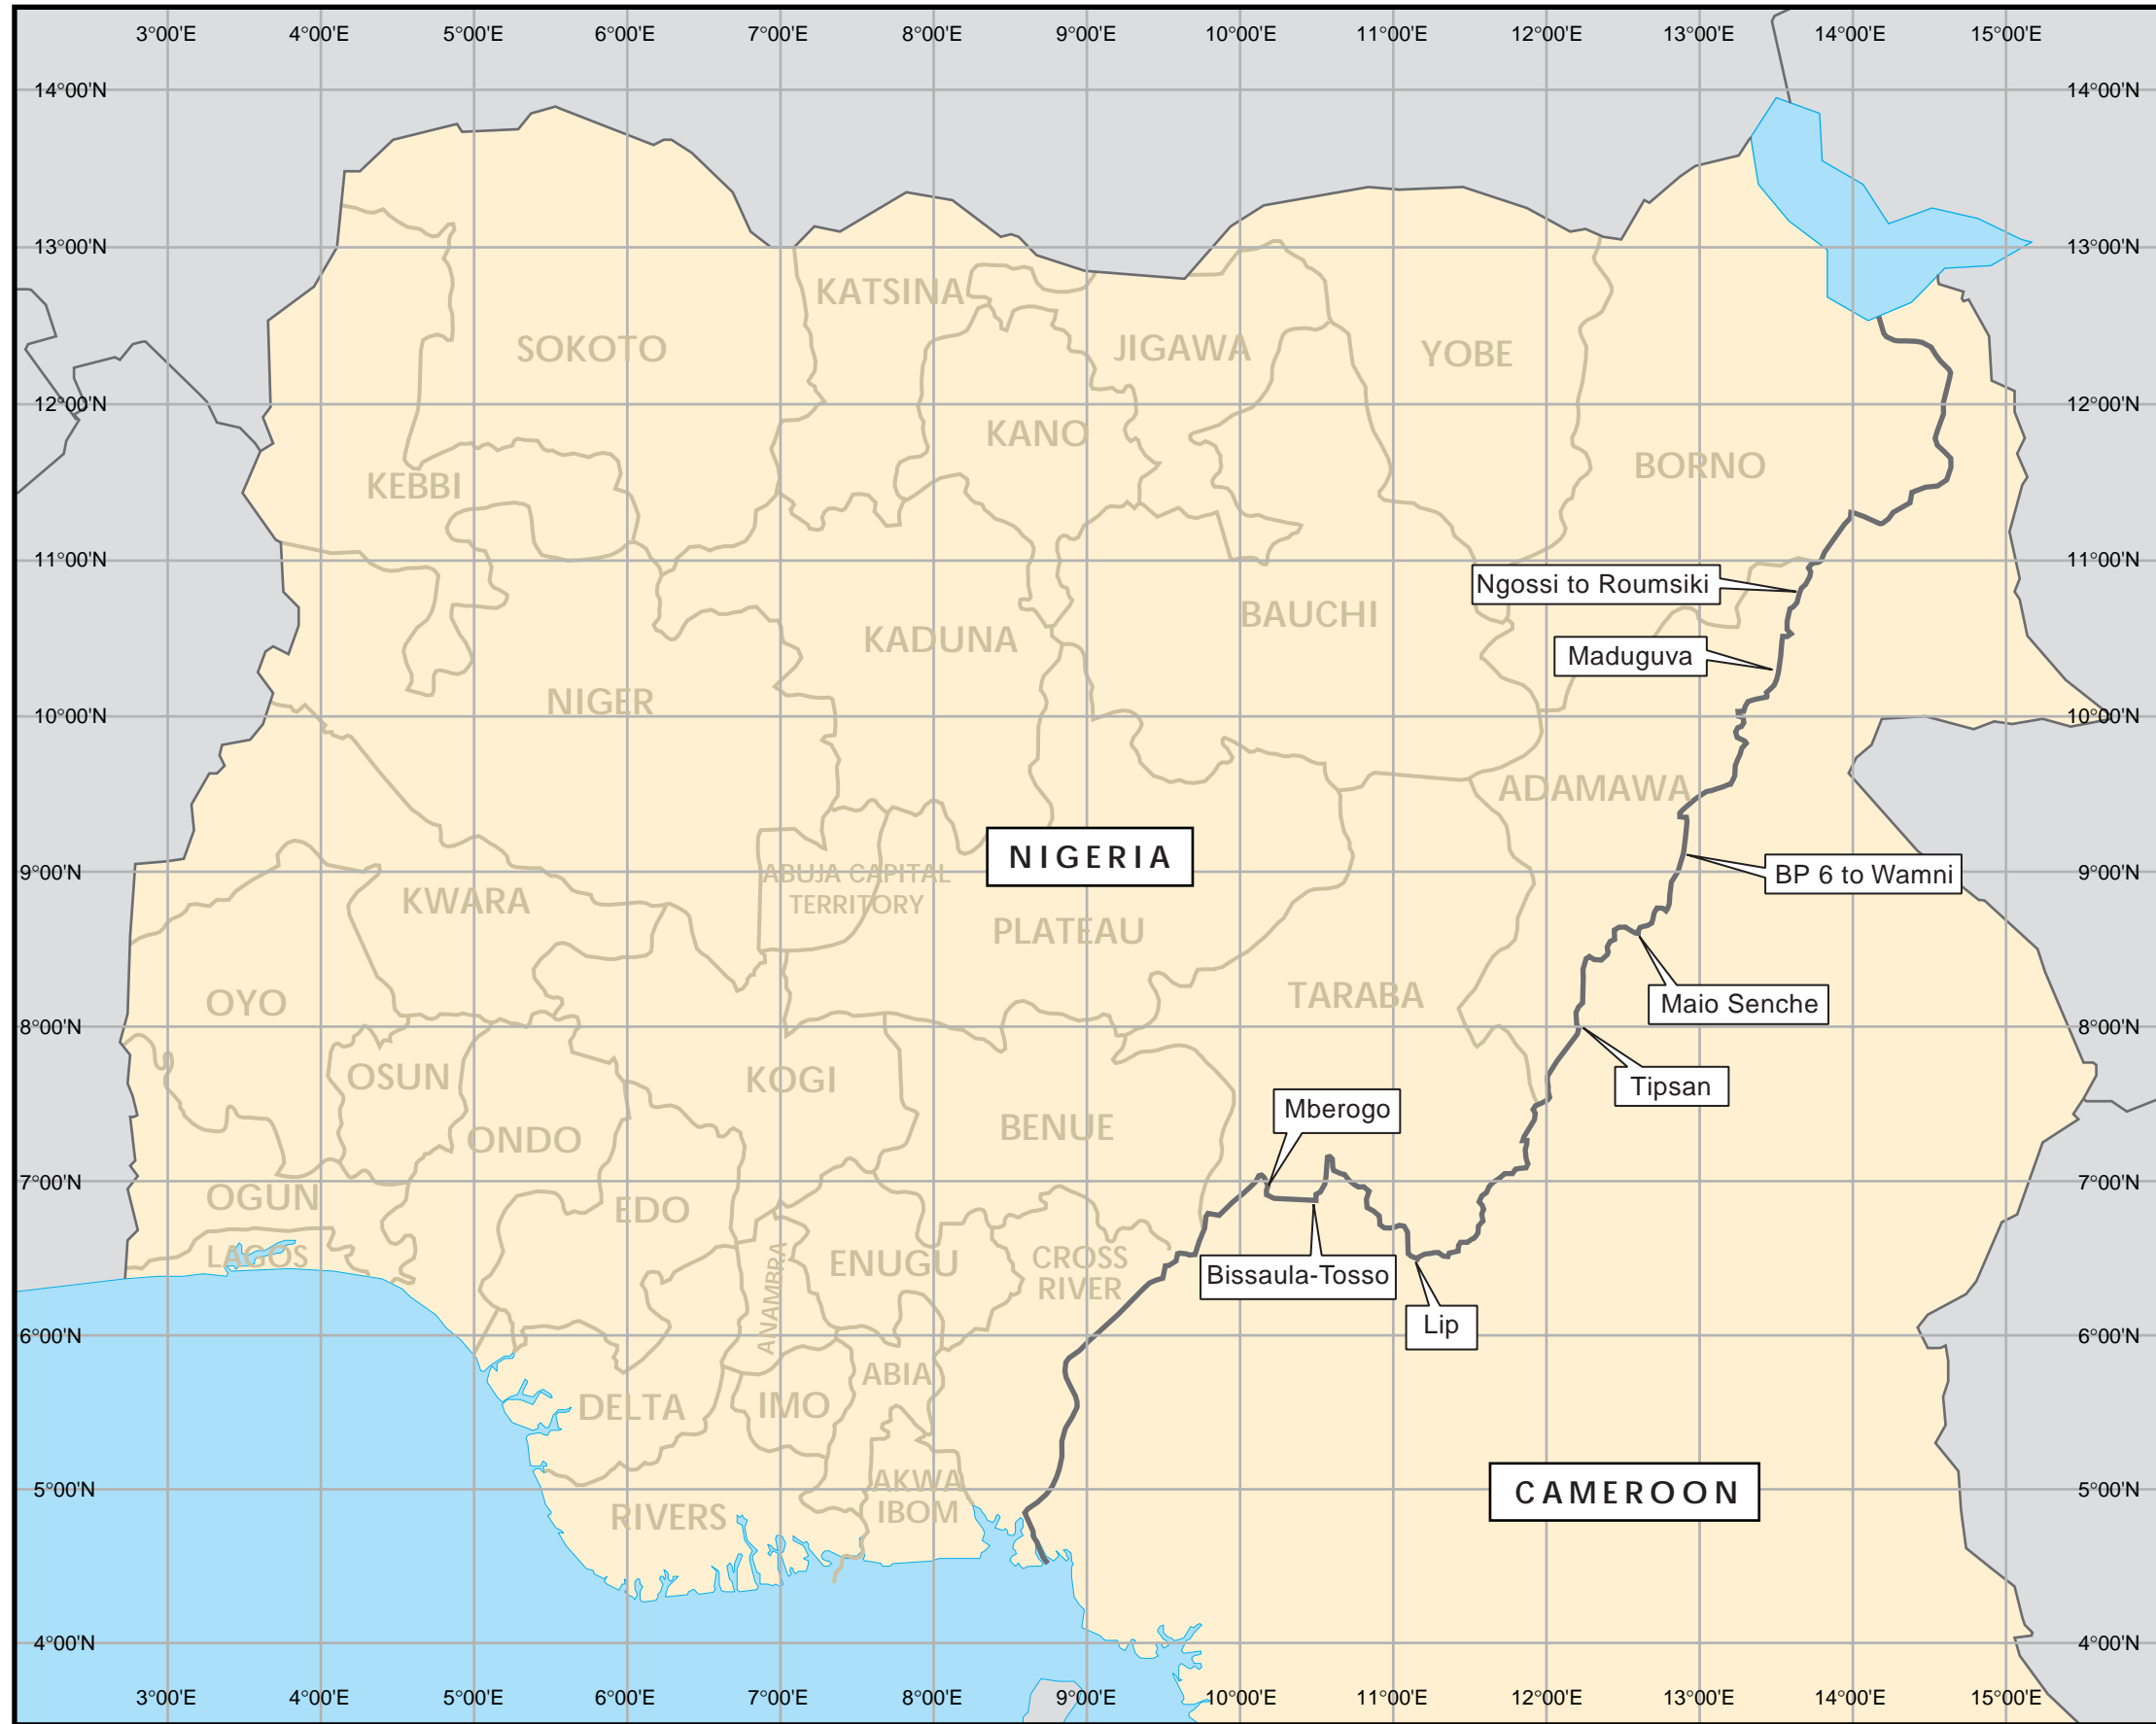 3°00'E 4°00'E 5°00'E 6°00'E 7°00'E 8°00'E 9°00'E 10°00'E 11°00'E 12°00'E 13°00'E 14°00'E 15°00'E
14°00'N 14°00'N
13°00'N 13°00'N
KATSINA
SOKOTO JIGAWA YOBE
12°00'N 12°00'N
KANO
KEBBI BORNO
11°00'N 11°00'N
Ngossi to Roumsiki
BAUCHI
KADUNA
Maduguva
NIGER
10°00'N 10°00'N
ADAMAWA
NIGERIA
9°00'N 9°00'N
ABUJA CAPITAL
TERRITORY
BP 6 to Wamni
KWARA
PLATEAU
OYO TARABA
Maio Senche
8°00'N 8°00'N
OSUN KOGI
Tipsan
Mberogo
ONDO BENUE
7°00'N 7°00'N
OGUN
EDO
LAGOS ANAMBRA ENUGU
CROSS
RIVER
Bissaula-Tosso
Lip
6°00'N 6°00'N
ABIA
DELTA IMO
5°00'N 5°00'N
AKWA
IBOM
CAMEROON
RIVERS
4°00'N 4°00'N
3°00'E 4°00'E 5°00'E 6°00'E 7°00'E 8°00'E 9°00'E 10°00'E 11°00'E 12°00'E 13°00'E 14°00'E 15°00'E